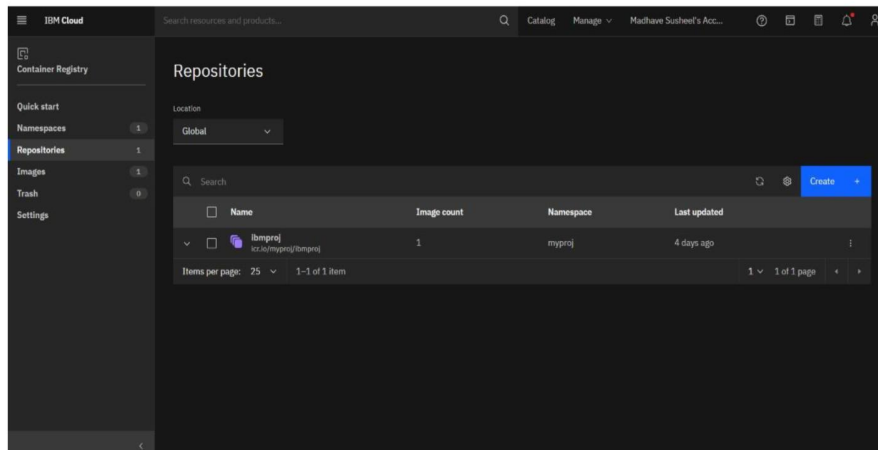 IBM Cloud
Search resources and products...
Catalog
Manage
Madhave Susheel's Acc...
Container Registry
Quick start
Namespaces 1
Repositories 1
Images 1
Trash 0
Settings
Repositories
Location
Global
Search
Create +
Name Image count Namespace Last updated
ibmproj 1 myproj 4 days ago
icr.io/myproj/ibmproj
Items per page: 25 1–1 of 1 item 1 1 of 1 page